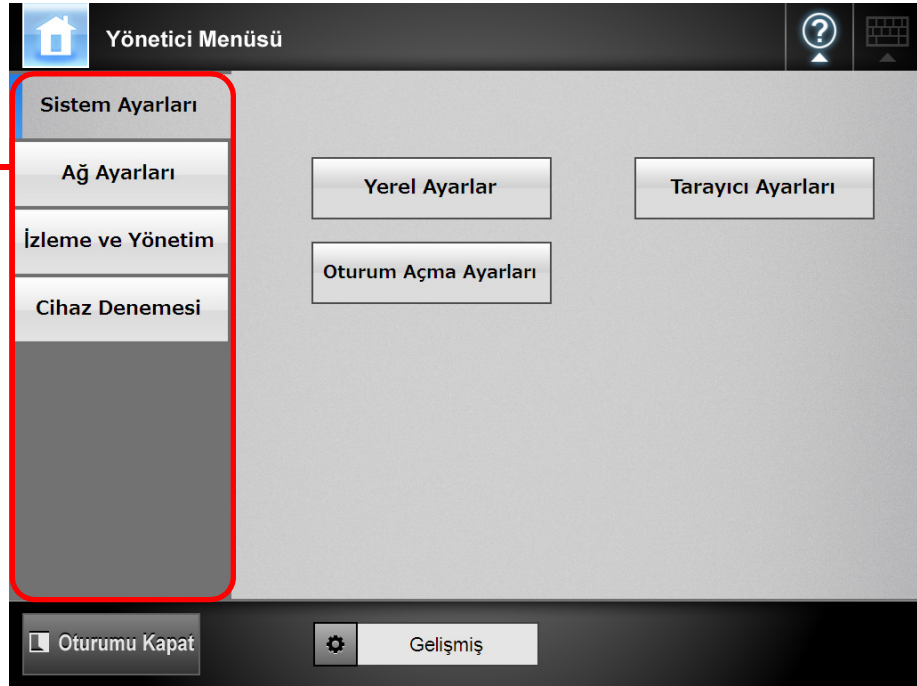 Yönetici Menüsü
?
Sistem Ayarları
Ağ Ayarları
İzleme ve Yönetim
Cihaz Denemesi
Yerel Ayarlar
Tarayıcı Ayarları
Oturum Açma Ayarları
Oturumu Kapat
Gelişmiş